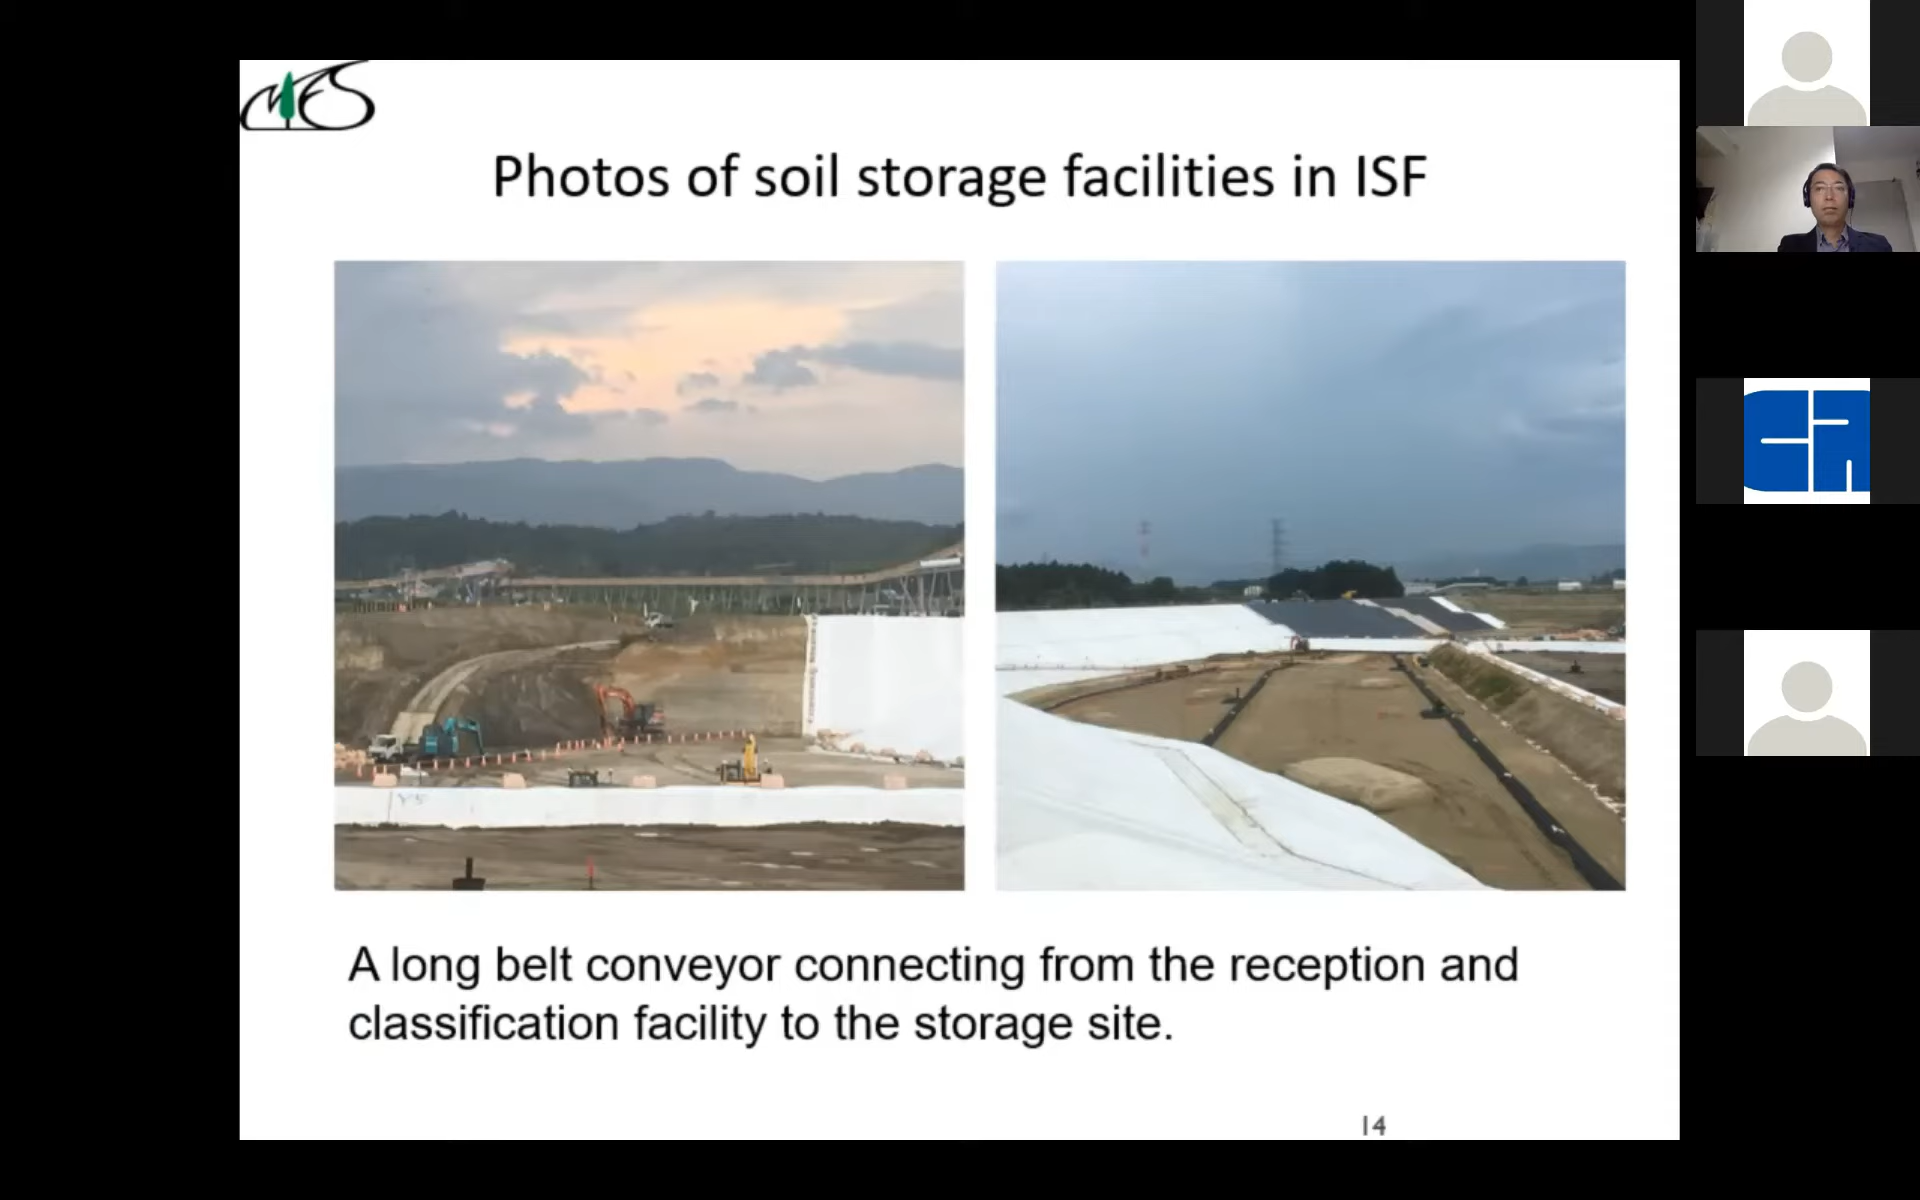 MES
Photos of soil storage facilities in ISF
A long belt conveyor connecting from the reception and
classification facility to the storage site.
14